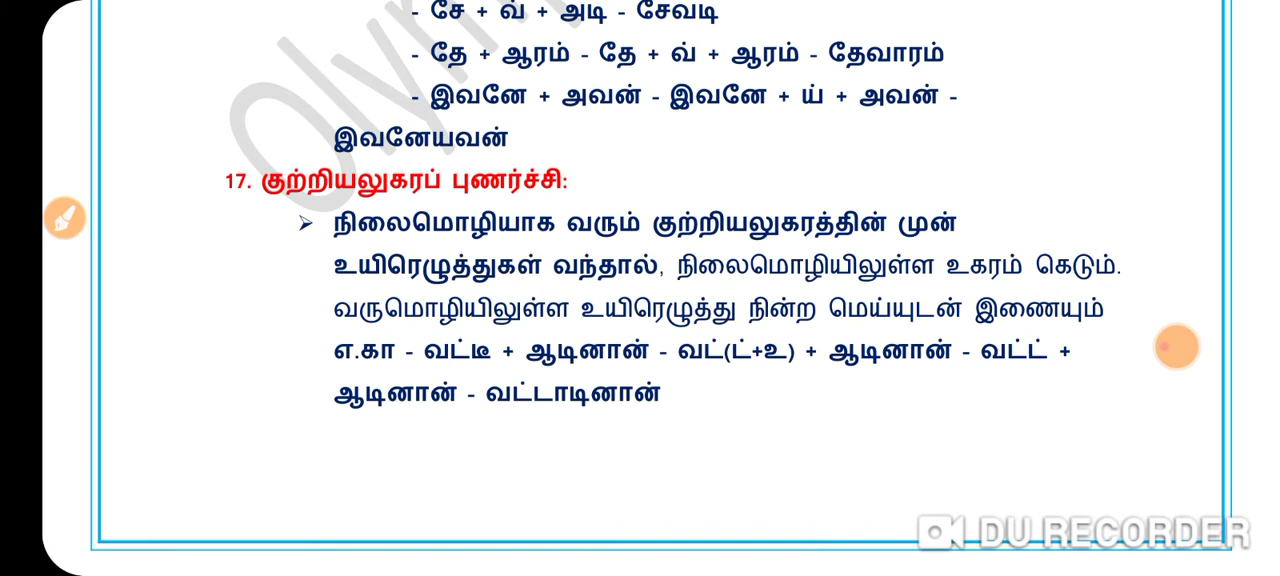 - சே + வ் + அடி - சேவடி
- தே + ஆரம் - தே + வ் + ஆரம் - தேவாரம்
- இவனே + அவன் - இவனே + ய் + அவன் -
இவனேயவன்
17. குற்றியலுகரப் புணர்ச்சி:
➢ நிலைமொழியாக வரும் குற்றியலுகரத்தின் முன்
உயிரெழுத்துகள் வந்தால், நிலைமொழியிலுள்ள உகரம் கெடும்.
வருமொழியிலுள்ள உயிரெழுத்து நின்ற மெய்யுடன் இணையும்
எ.கா - வட்டீ + ஆடினான் - வட்(ட்+உ) + ஆடினான் - வட்ட் +
ஆடினான் - வட்டாடினான்
DU RECORDER